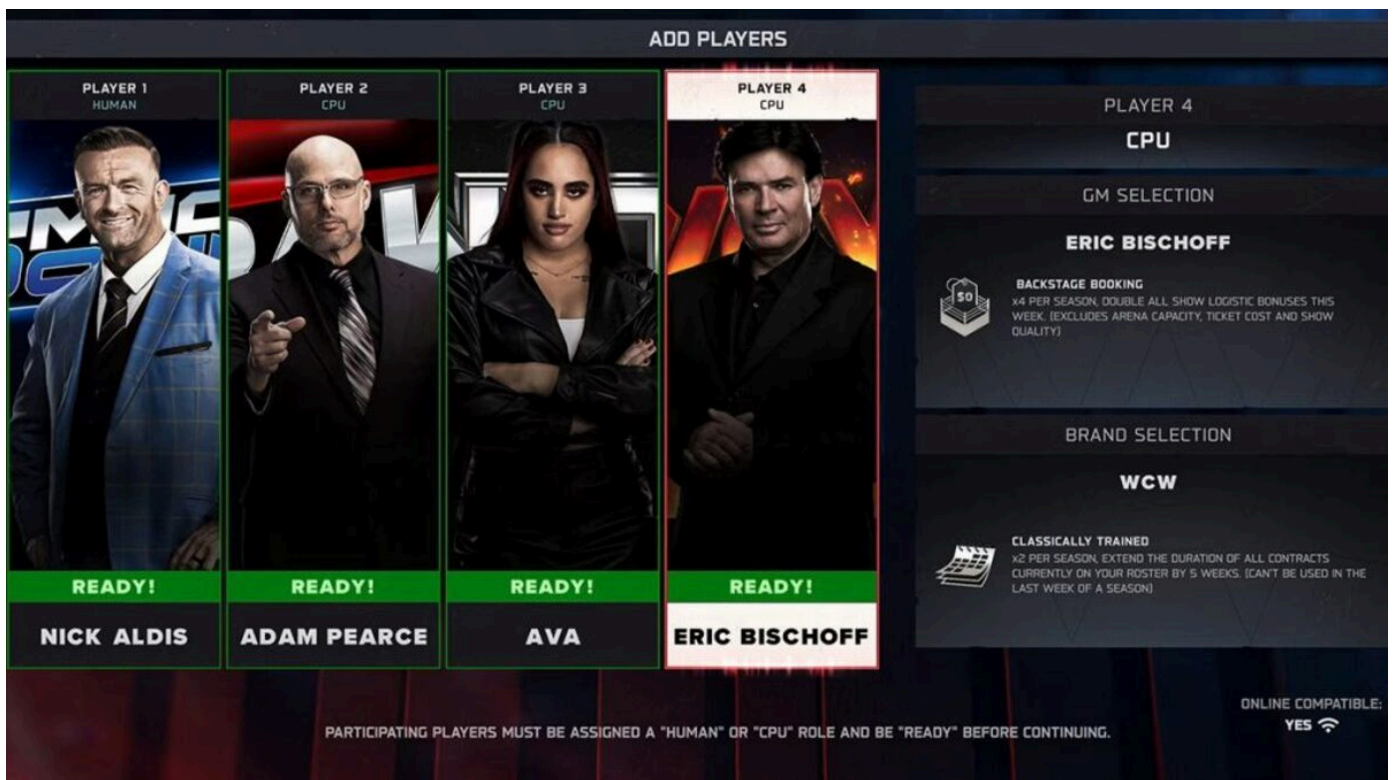 ADD PLAYERS
PLAYER 1
HUMAN
READY!
NICK ALDIS
PLAYER 2
CPU
READY!
ADAM PEARCE
PLAYER 3
CPU
READY!
AVA
PLAYER 4
CPU
READY!
ERIC BISCHOFF
PLAYER 4
CPU
GM SELECTION
ERIC BISCHOFF
$0
BACKSTAGE BOOKING
x4 PER SEASON, DOUBLE ALL SHOW LOGISTIC BONUSES THIS
WEEK. (EXCLUDES ARENA CAPACITY, TICKET COST AND SHOW
QUALITY)
BRAND SELECTION
WCW
CLASSICALLY TRAINED
x2 PER SEASON, EXTEND THE DURATION OF ALL CONTRACTS
CURRENTLY ON YOUR ROSTER BY 5 WEEKS. (CAN'T BE USED IN THE
LAST WEEK OF A SEASON)
ONLINE COMPATIBLE:
YES
PARTICIPATING PLAYERS MUST BE ASSIGNED A "HUMAN" OR "CPU" ROLE AND BE "READY" BEFORE CONTINUING.